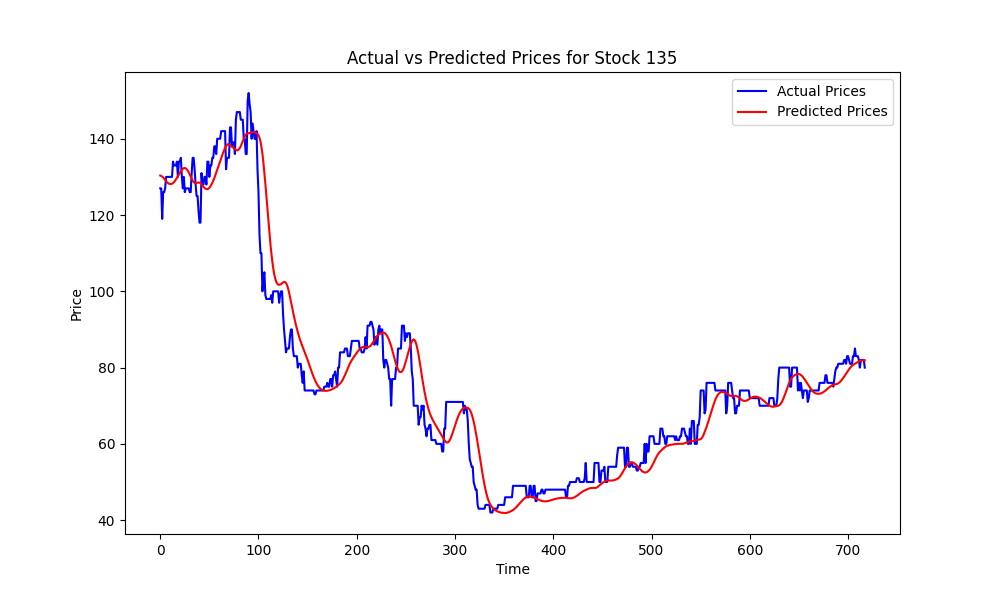 Actual vs Predicted Prices for Stock 135
Actual Prices
Predicted Prices
Price
140
120
100
80
60
40
0 100 200 300 400 500 600 700
Time